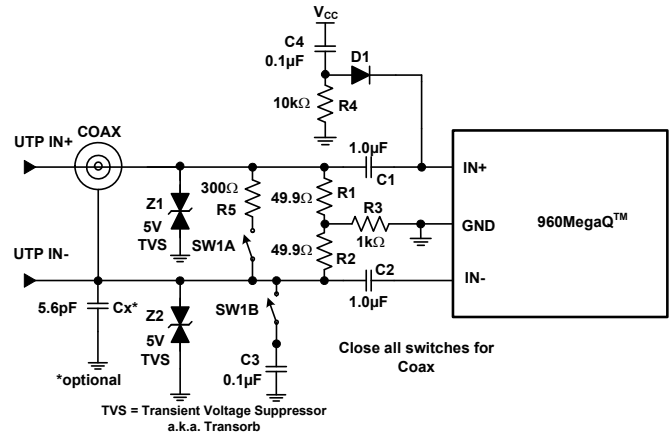 VCC
C4
0.1µF
D1
10kΩ
R4
UTP IN+
COAX
1.0µF
C1
IN+
Z1
5V
TVS
300Ω
R5
49.9Ω
R1
R3
1kΩ
GND
960MegaQ™
SW1A
49.9Ω
R2
UTP IN-
C2
1.0µF
IN-
5.6pF
Cx*
Z2
5V
TVS
SW1B
C3
0.1µF
*optional
Close all switches for
Coax
TVS = Transient Voltage Suppressor
a.k.a. Transorb